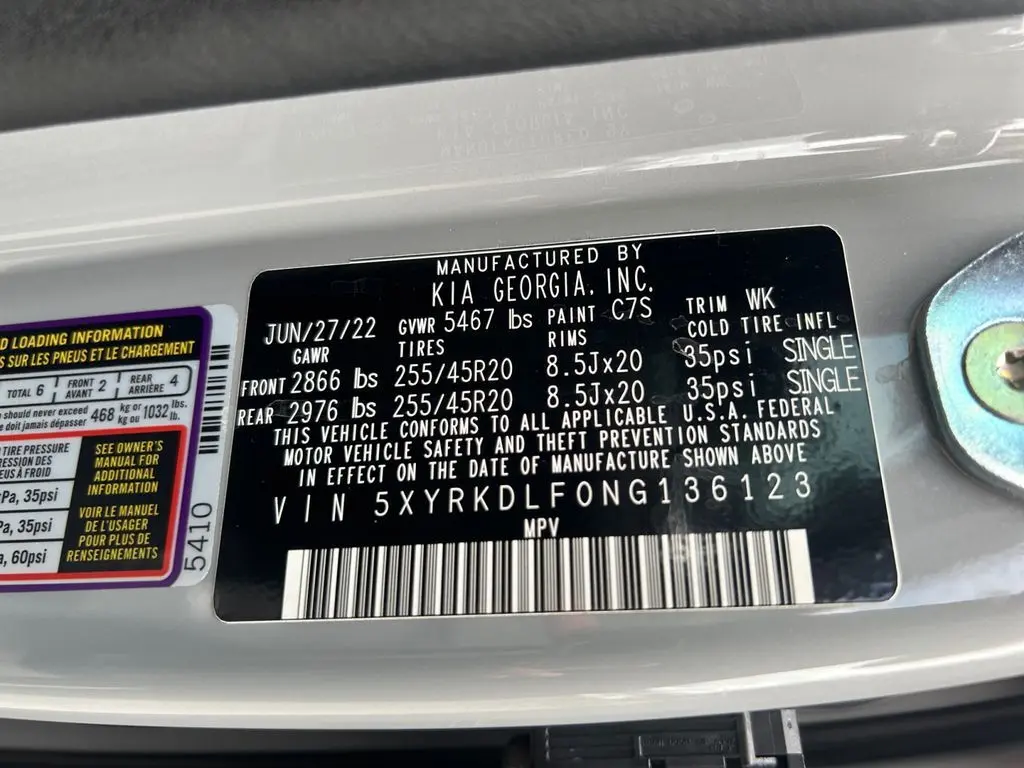 D LOADING INFORMATION
S SUR LES PNEUS ET LE CHARGEMENT
TOTAL 6 FRONT AVANT 2 REAR ARRIÈRE 4
should never exceed 468 kg or 1032 lbs.
e doit jamais dépasser kg ou lb.
TIRE PRESSURE
RESSION DES
EUS À FROID
Pa, 35psi
Pa, 35psi
a, 60psi
SEE OWNER'S
MANUAL FOR
ADDITIONAL
INFORMATION
VOIR LE MANUEL
DE L'USAGER
POUR PLUS DE
RENSEIGNEMENTS
5410
MANUFACTURED BY
KIA GEORGIA, INC.
JUN/27/22 GVWR 5467 lbs PAINT C7S TRIM WK
GAWR TIRES RIMS COLD TIRE INFL
FRONT 2866 lbs 255/45R20 8.5Jx20 35psi SINGLE
REAR 2976 lbs 255/45R20 8.5Jx20 35psi SINGLE
THIS VEHICLE CONFORMS TO ALL APPLICABLE U.S.A. FEDERAL
MOTOR VEHICLE SAFETY AND THEFT PREVENTION STANDARDS
IN EFFECT ON THE DATE OF MANUFACTURE SHOWN ABOVE
VIN 5XYRKDLF0NG136123
MPV